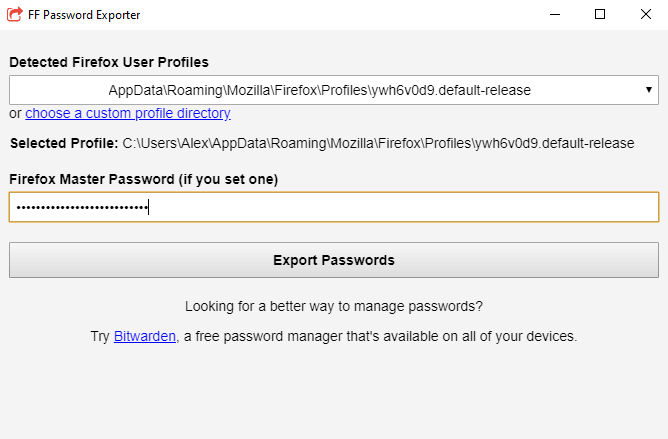 FF Password Exporter
Detected Firefox User Profiles
AppData\Roaming\Mozilla\Firefox\Profiles\ywh6v0d9.default-release
or choose a custom profile directory
Selected Profile: C:\Users\Alex\AppData\Roaming\Mozilla\Firefox\Profiles\ywh6v0d9.default-release
Firefox Master Password (if you set one)
•••••••••••••••••••••••••••
Export Passwords
Looking for a better way to manage passwords?
Try Bitwarden, a free password manager that's available on all of your devices.